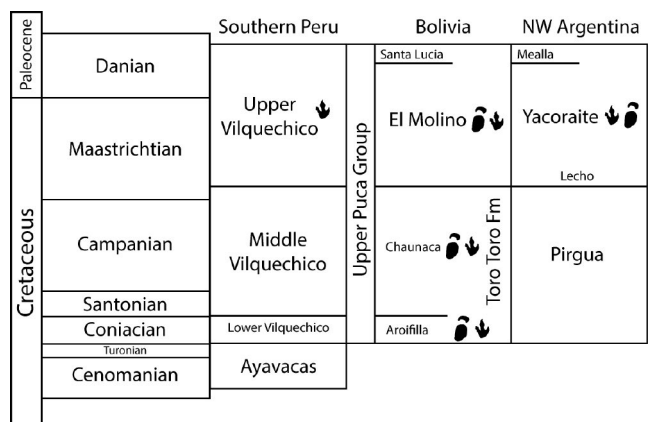 Southern Peru
Bolivia
NW Argentina
Paleocene
Cretaceous
Danian
Maastrichtian
Campanian
Santonian
Coniacian
Turonian
Cenomanian
Upper
Vilquechico
Middle
Vilquechico
Lower Vilquechico
Ayavacas
Upper Puca Group
Santa Lucia
El Molino
Chaunaca
Toro Toro Fm
Aroifilla
Mealla
Yacoraite
Lecho
Pirgua